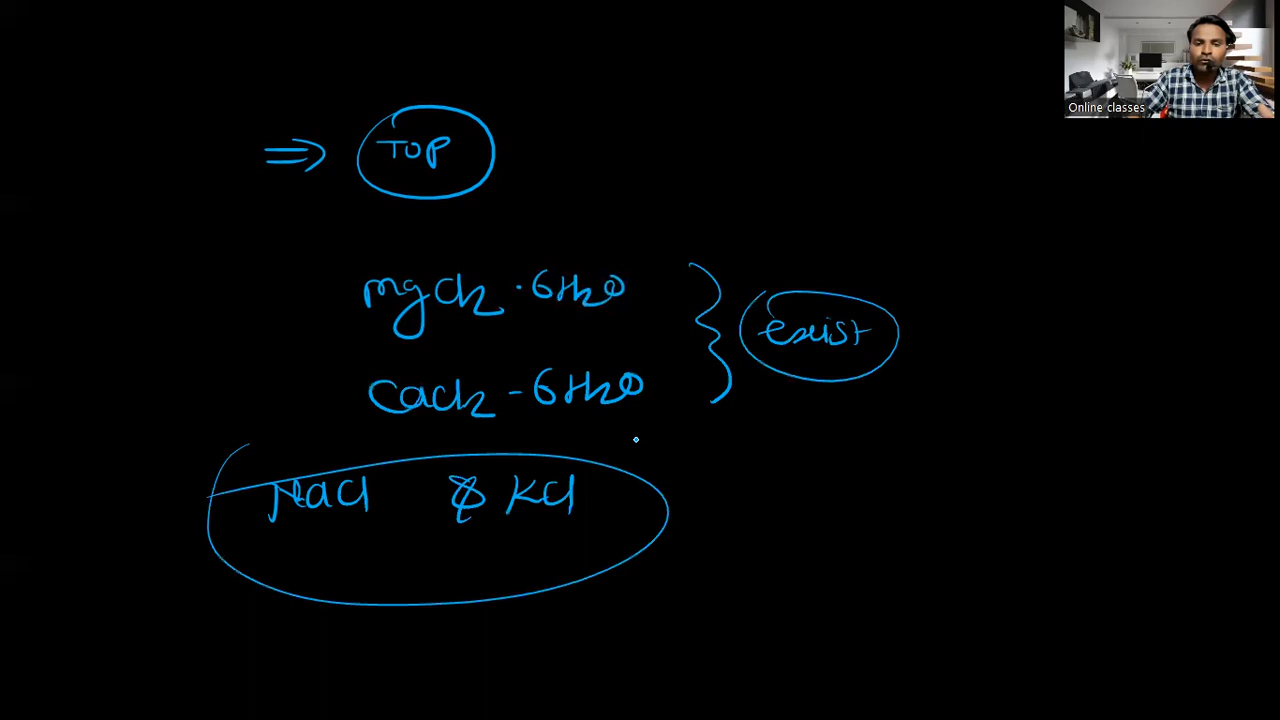 Online classes
⇒ TOP
MgCl2 · 6H2O
CaCl2 - 6H2O
exist
NaCl & KCl